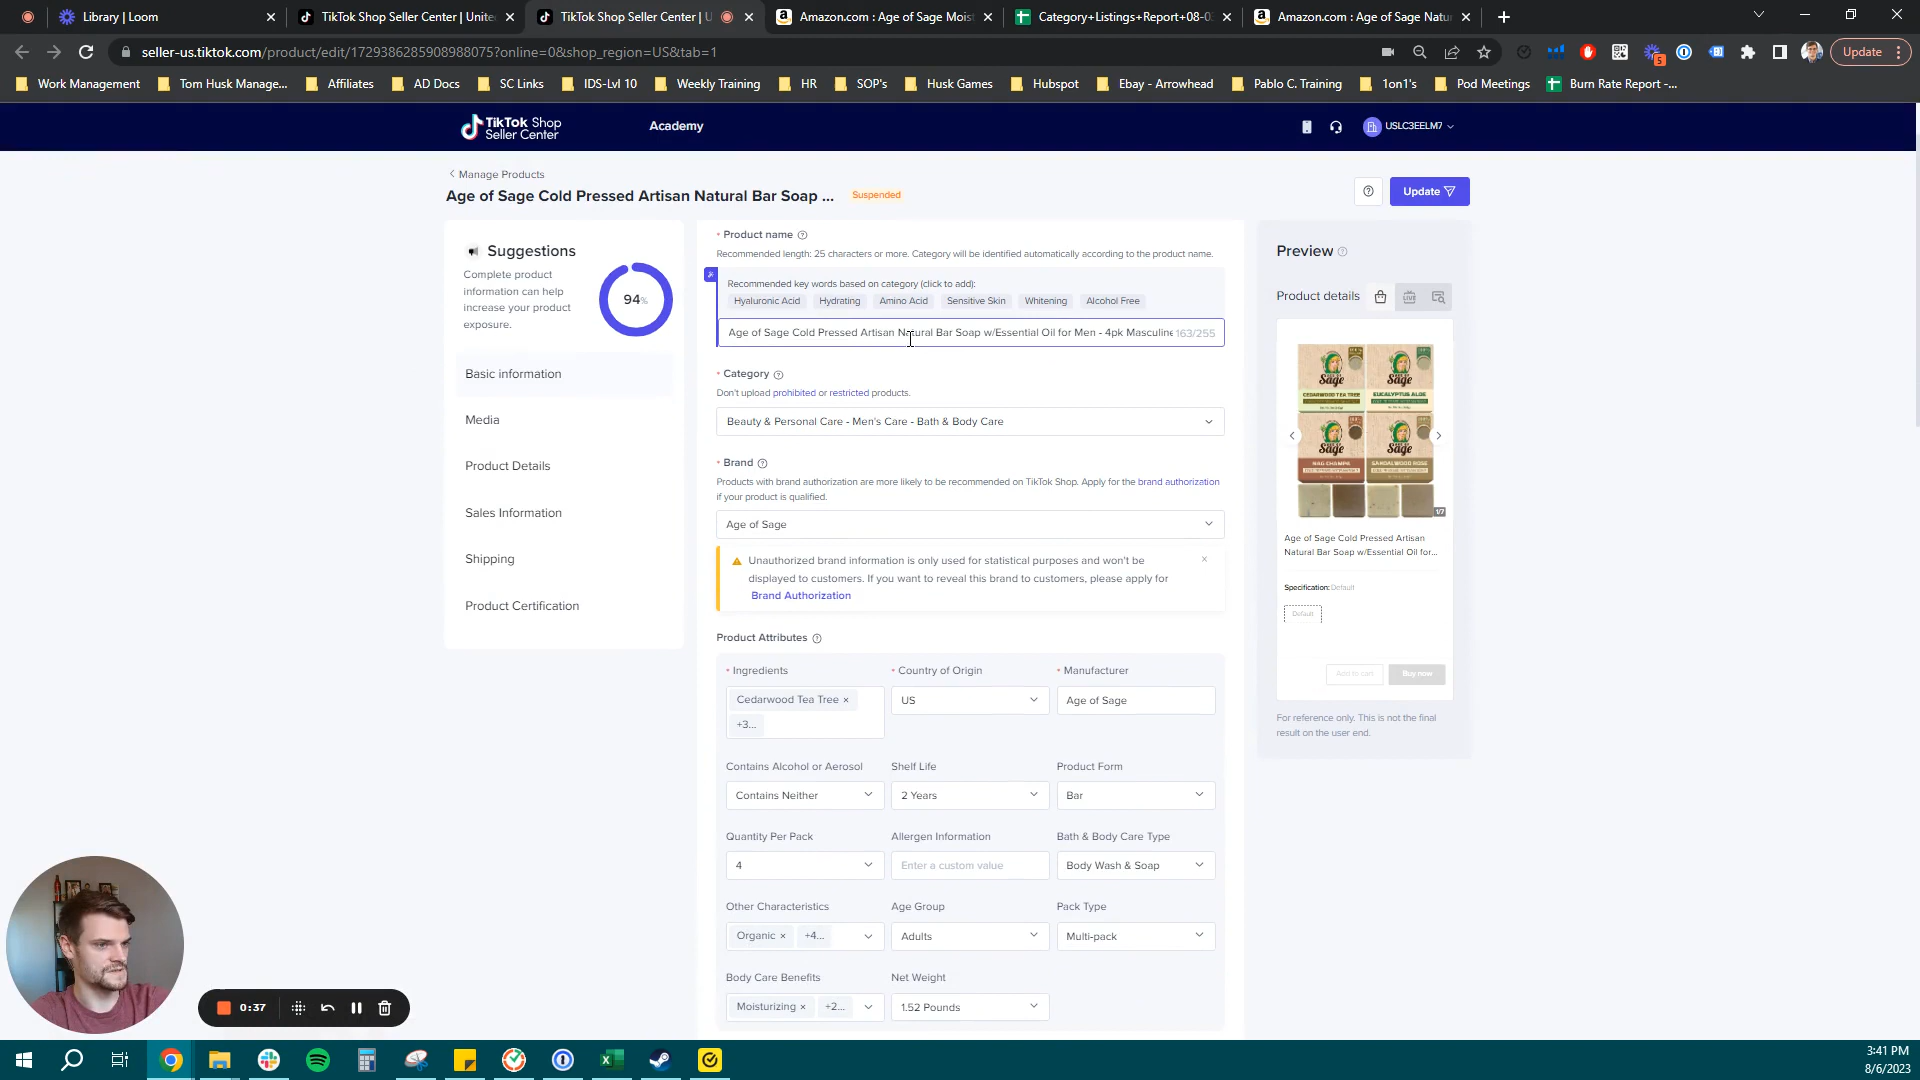 Library | Loom
TikTok Shop Seller Center | Unite
TikTok Shop Seller Center | U
Amazon.com : Age of Sage Mois
Category+Listings+Report+08-0
Amazon.com : Age of Sage Natu
seller-us.tiktok.com/product/edit/1729386285908988075?online=0&shop_region=US&tab=1
5
Update
Work Management
Tom Husk Manage...
Affiliates
AD Docs
SC Links
IDS-Lvl 10
Weekly Training
HR
SOP's
Husk Games
Hubspot
Ebay - Arrowhead
Pablo C. Training
1on1's
Pod Meetings
Burn Rate Report -...
TikTok Shop
Seller Center
Academy
USLC3EELM7
Manage Products
Age of Sage Cold Pressed Artisan Natural Bar Soap ...
Suspended
Update
Suggestions
Complete product
information can help
increase your product
exposure.
94%
Basic information
Media
Product Details
Sales Information
Shipping
Product Certification
* Product name
Recommended length: 25 characters or more. Category will be identified automatically according to the product name.
Recommended key words based on category (click to add):
Hyaluronic Acid
Hydrating
Amino Acid
Sensitive Skin
Whitening
Alcohol Free
Age of Sage Cold Pressed Artisan Natural Bar Soap w/Essential Oil for Men - 4pk Masculine
163/255
* Category
Don't upload prohibited or restricted products.
Beauty & Personal Care - Men's Care - Bath & Body Care
* Brand
Products with brand authorization are more likely to be recommended on TikTok Shop. Apply for the brand authorization
if your product is qualified.
Age of Sage
Unauthorized brand information is only used for statistical purposes and won't be
displayed to customers. If you want to reveal this brand to customers, please apply for
Brand Authorization
Product Attributes
* Ingredients
* Country of Origin
* Manufacturer
Cedarwood Tea Tree ×
+3...
US
Age of Sage
Contains Alcohol or Aerosol
Shelf Life
Product Form
Contains Neither
2 Years
Bar
Quantity Per Pack
Allergen Information
Bath & Body Care Type
4
Enter a custom value
Body Wash & Soap
Other Characteristics
Age Group
Pack Type
Organic ×
+4...
Adults
Multi-pack
Body Care Benefits
Net Weight
Moisturizing ×
+2...
1.52 Pounds
Preview
Product details
LIVE
Sage
Sage
CEDARWOOD TEA TREE
EUCALYPTUS ALOE
Sage
Sage
NAG CHAMPA
SANDALWOOD ROSE
1/7
Age of Sage Cold Pressed Artisan
Natural Bar Soap w/Essential Oil for...
Specification: Default
Default
Add to cart
Buy now
For reference only. This is not the final
result on the user end.
0:37
3:41 PM
8/6/2023